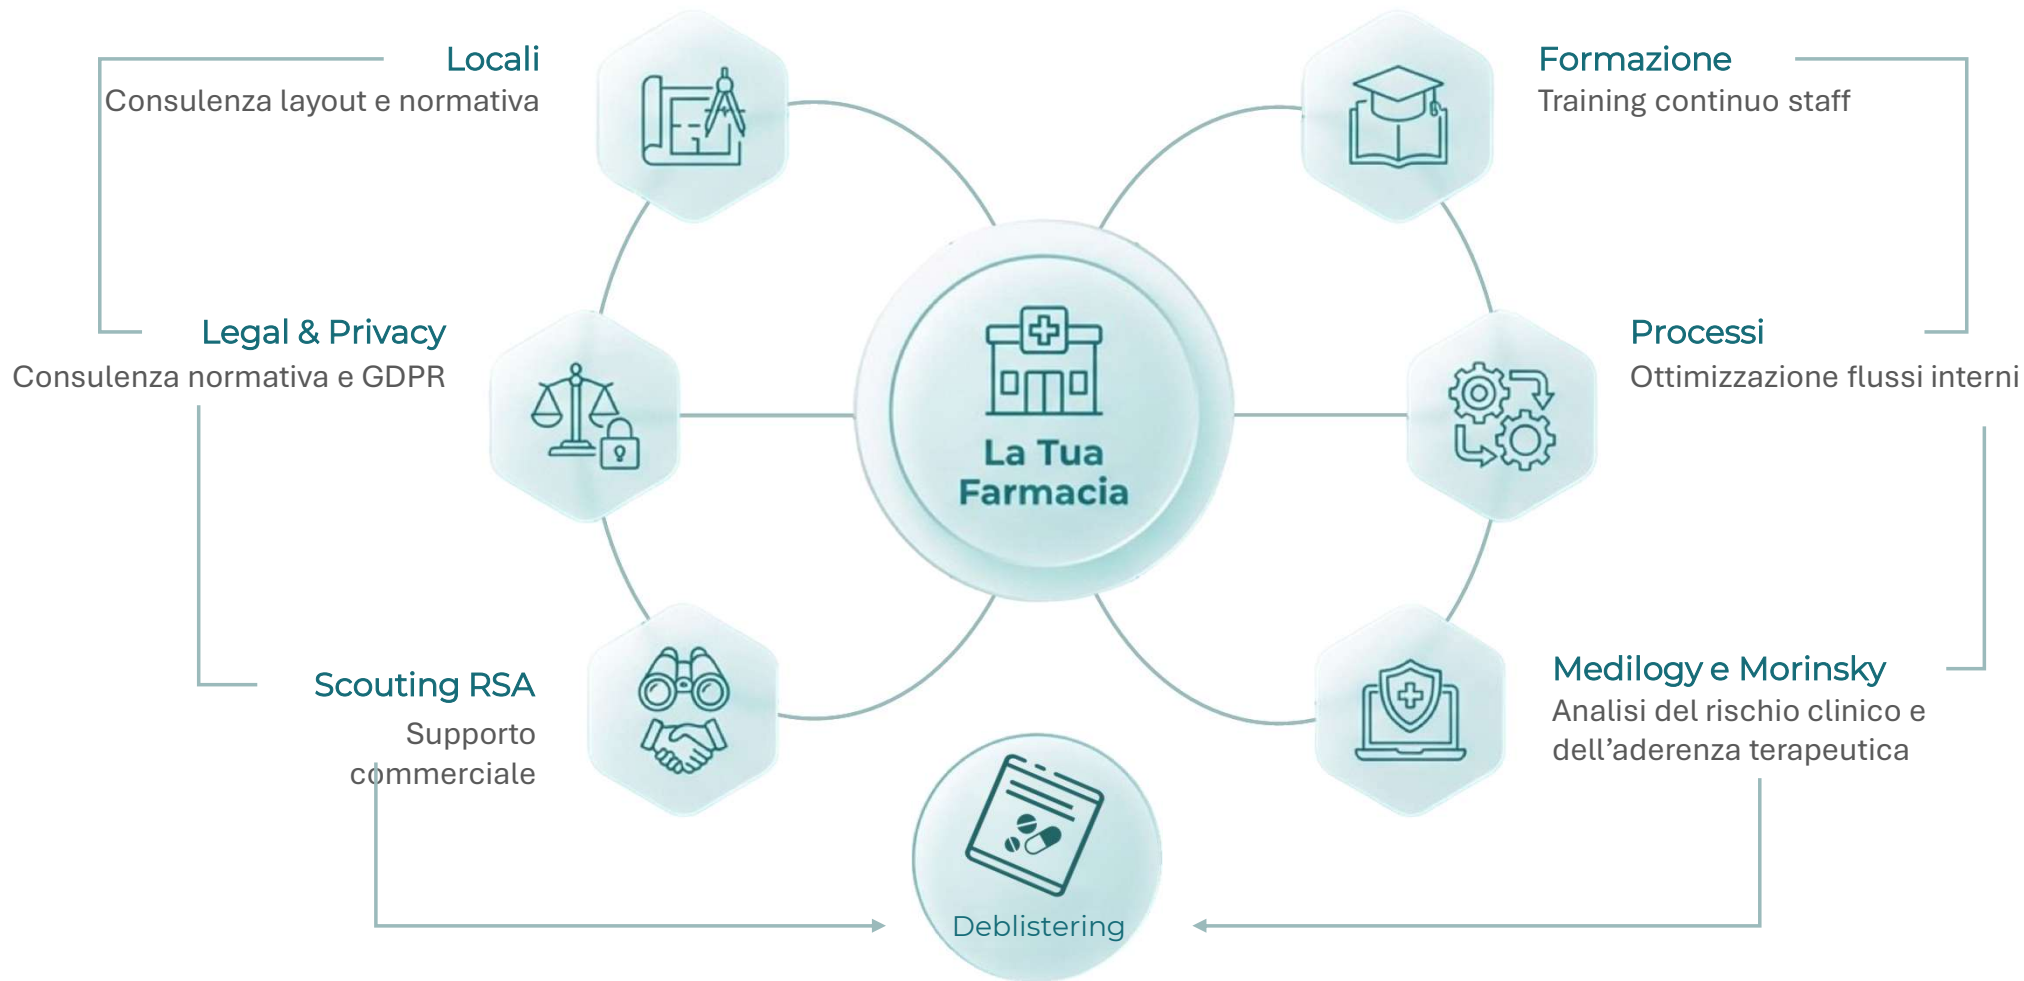 Locali
Consulenza layout e normativa
Formazione
Training continuo staff
Legal & Privacy
Consulenza normativa e GDPR
La Tua
Farmacia
Processi
Ottimizzazione flussi interni
Scouting RSA
Supporto
commerciale
Medilogy e Morinsky
Analisi del rischio clinico e
dell’aderenza terapeutica
Deblistering